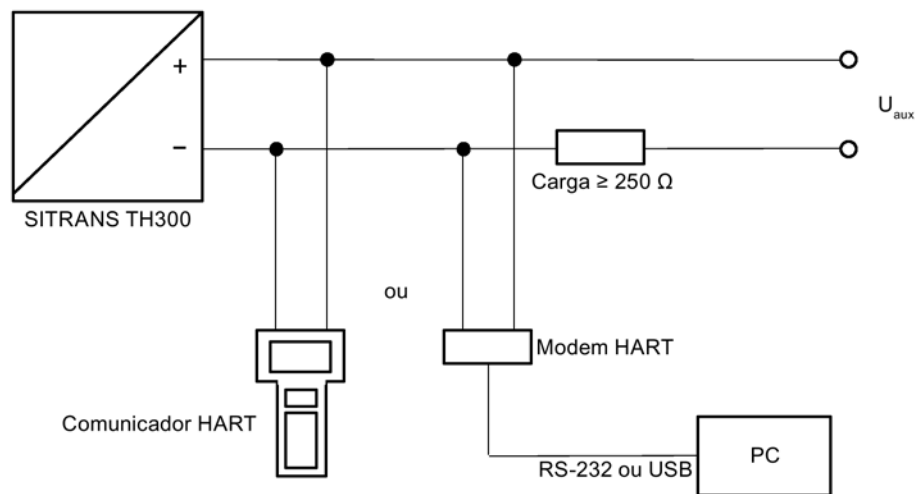 +
U aux
−
Carga ≥ 250 Ω
SITRANS TH300
ou
Modem HART
Comunicador HART
PC
RS-232 ou USB